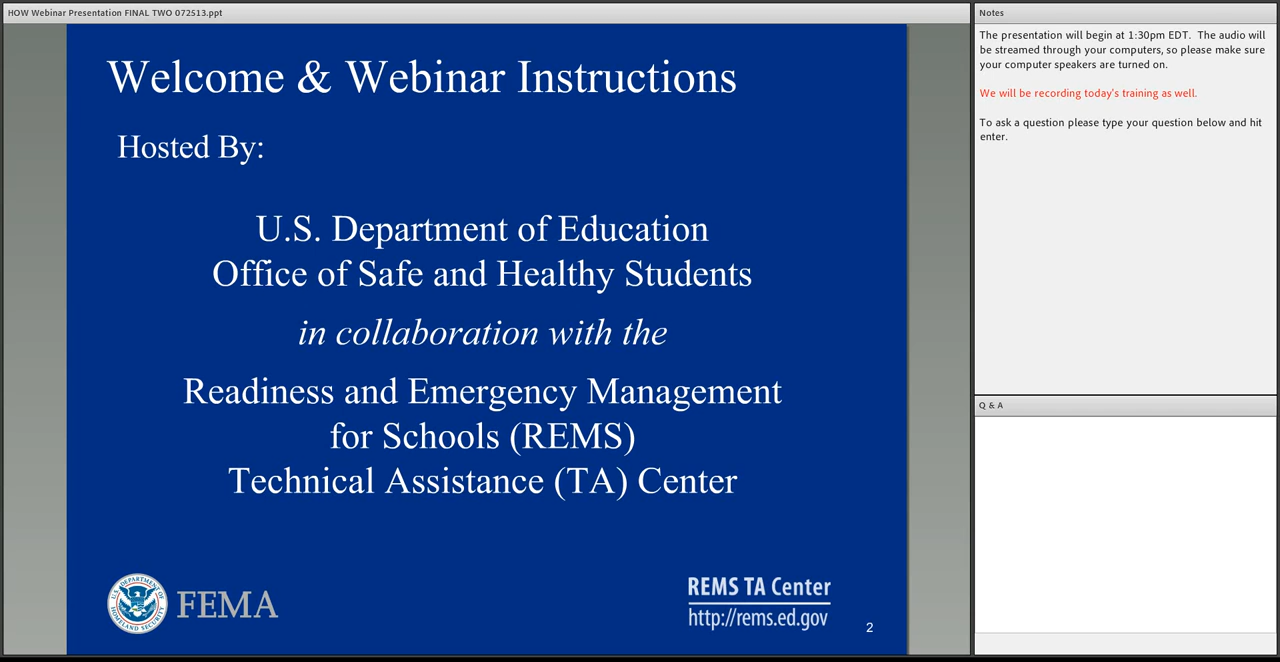 HOW Webinar Presentation FINAL TWO 072513.ppt
Welcome & Webinar Instructions
Hosted By:
U.S. Department of Education
Office of Safe and Healthy Students
in collaboration with the
Readiness and Emergency Management
for Schools (REMS)
Technical Assistance (TA) Center
U.S. DEPARTMENT OF
HOMELAND SECURITY
FEMA
REMS TA Center
http://rems.ed.gov
2
Notes
The presentation will begin at 1:30pm EDT.  The audio will
be streamed through your computers, so please make sure
your computer speakers are turned on.
We will be recording today's training as well.
To ask a question please type your question below and hit
enter.
Q & A